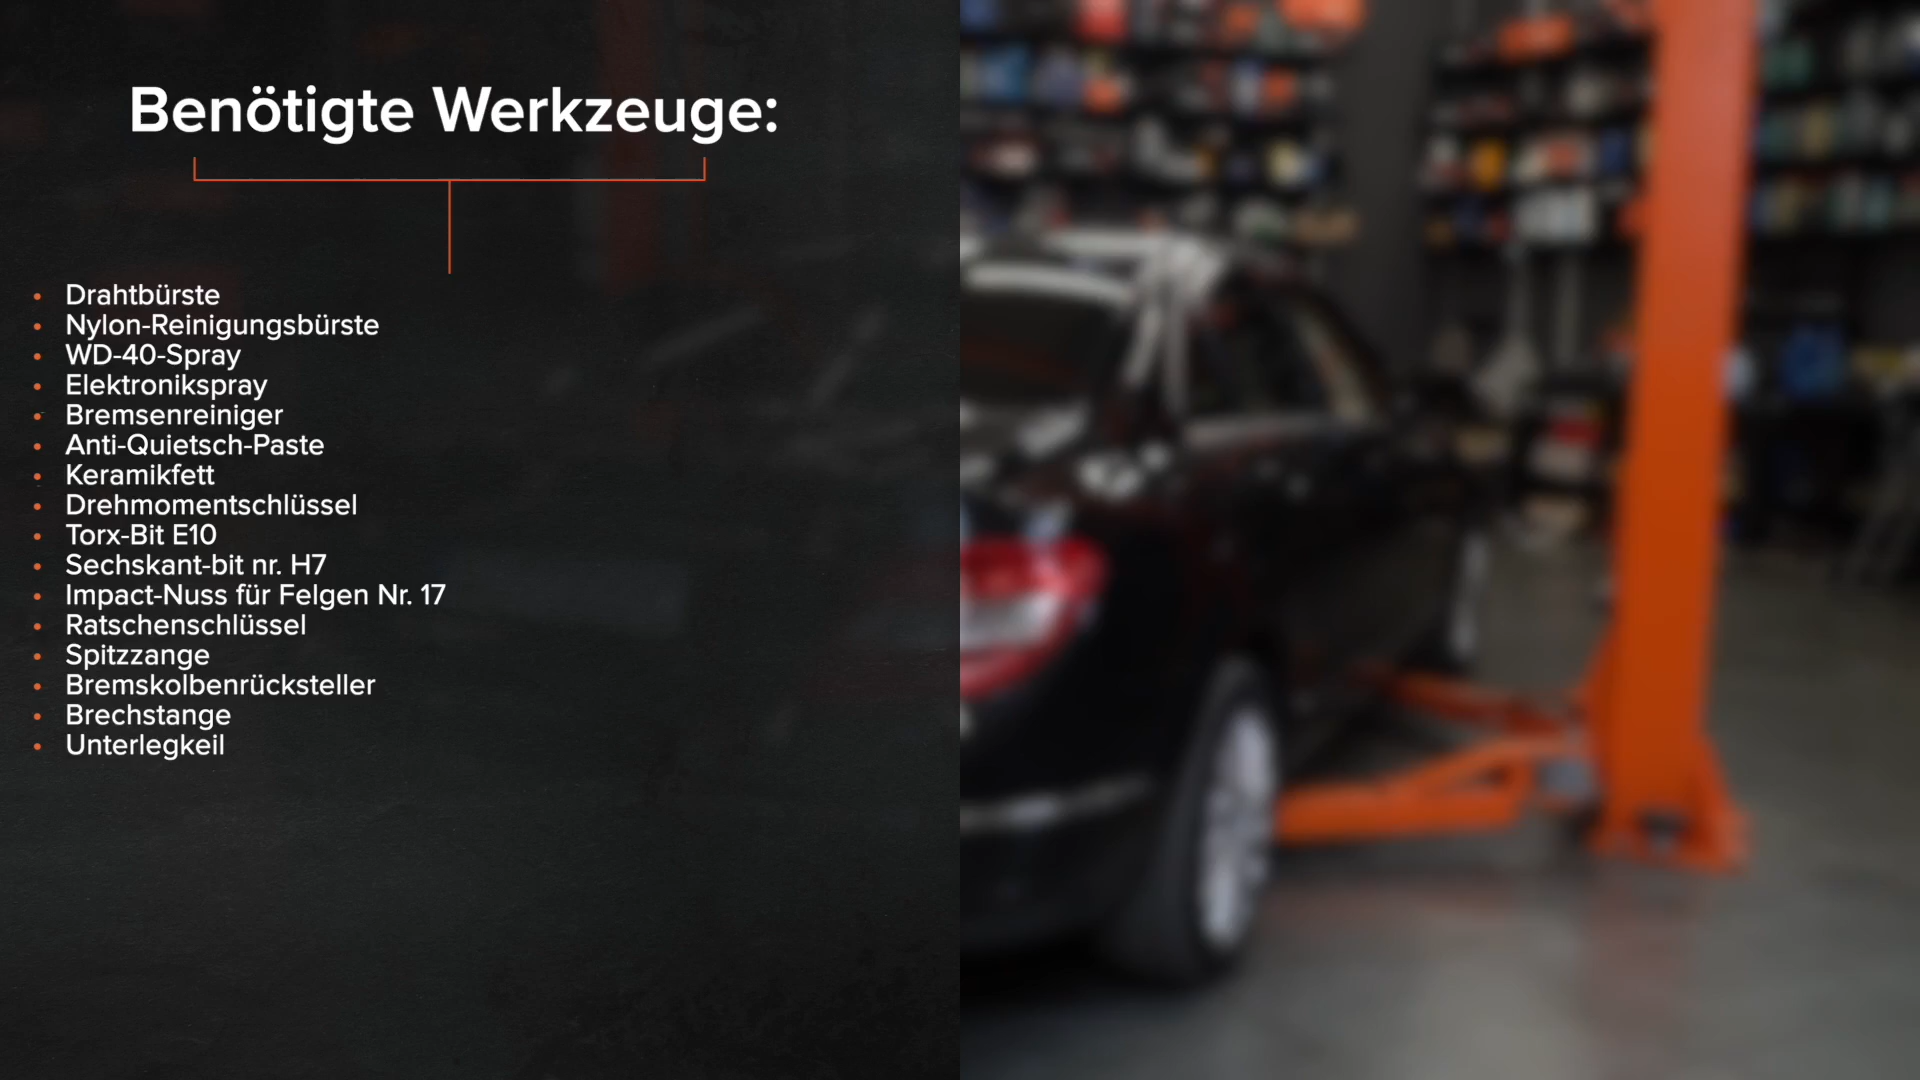 Benötigte Werkzeuge:
Drahtbürste
Nylon-Reinigungsbürste
WD-40-Spray
Elektronikspray
Bremsenreiniger
Anti-Quietsch-Paste
Keramikfett
Drehmomentschlüssel
Torx-Bit E10
Sechskant-bit nr. H7
Impact-Nuss für Felgen Nr. 17
Ratschenschlüssel
Spitzzange
Bremskolbenrücksteller
Brechstange
Unterlegkeil